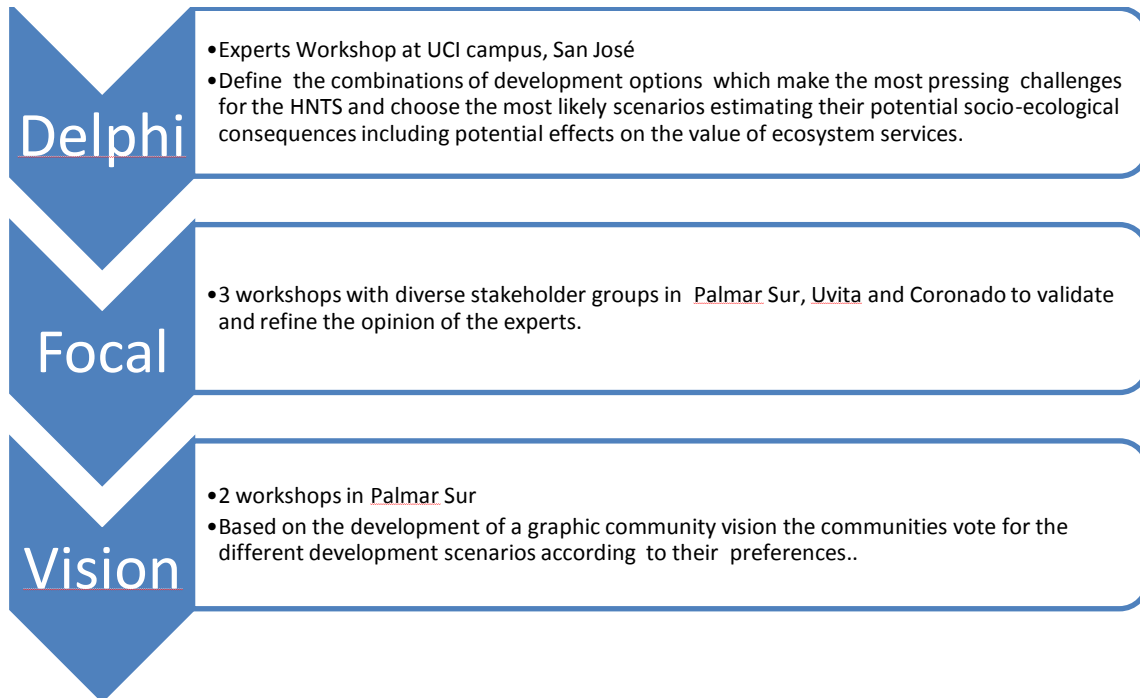 Delphi
•Experts Workshop at UCI campus, San José
•Define the combinations of development options which make the most pressing challenges
for the HNTS and choose the most likely scenarios estimating their potential socio-ecological
consequences including potential effects on the value of ecosystem services.
Focal
•3 workshops with diverse stakeholder groups in Palmar Sur, Uvita and Coronado to validate
and refine the opinion of the experts.
Vision
•2 workshops in Palmar Sur
•Based on the development of a graphic community vision the communities vote for the
different development scenarios according to their preferences..